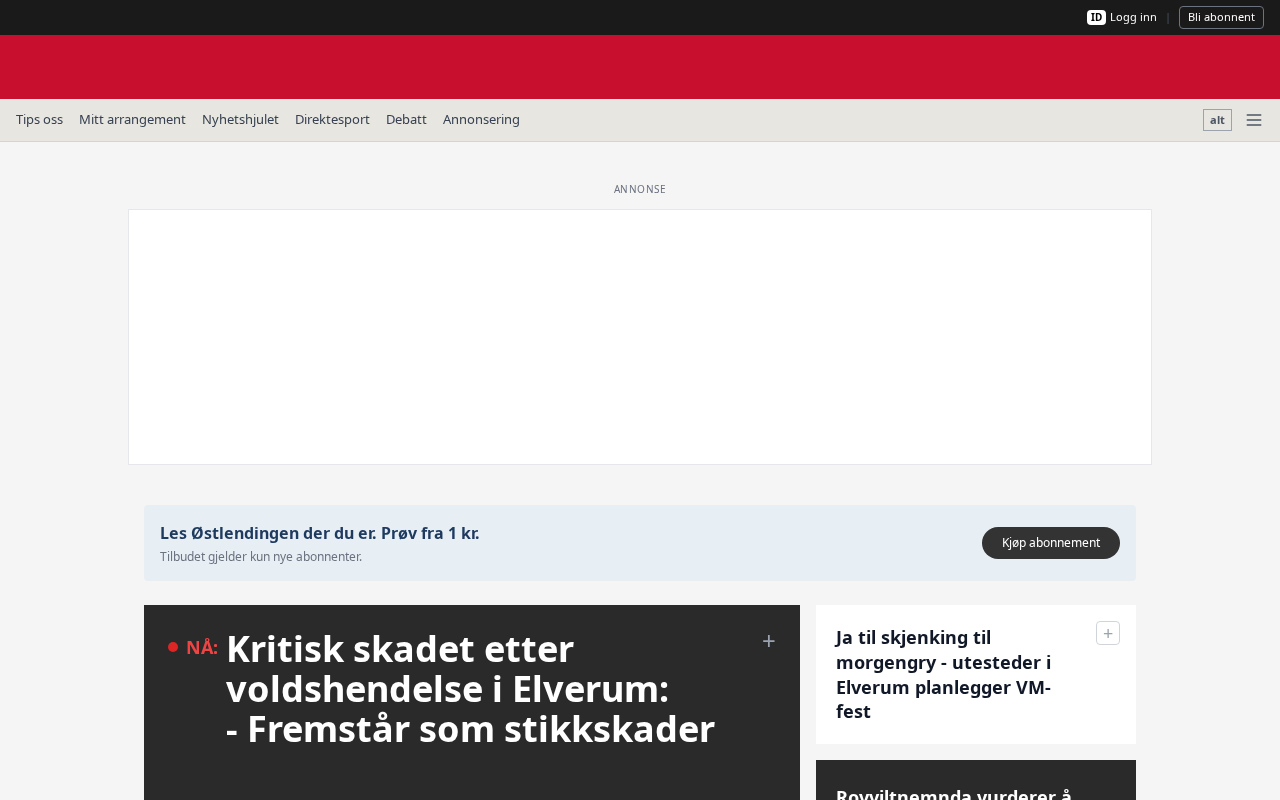 ID Logg inn | Bli abonnent
Tips oss Mitt arrangement Nyhetshjulet Direktesport Debatt Annonsering alt
ANNONSE
Les Østlendingen der du er. Prøv fra 1 kr.
Tilbudet gjelder kun nye abonnenter.
Kjøp abonnement
NÅ: Kritisk skadet etter
voldshendelse i Elverum:
- Fremstår som stikkskader
+
Ja til skjenking til
morgengry - utesteder i
Elverum planlegger VM-
fest
+
Rovviltnemnda vurderer å